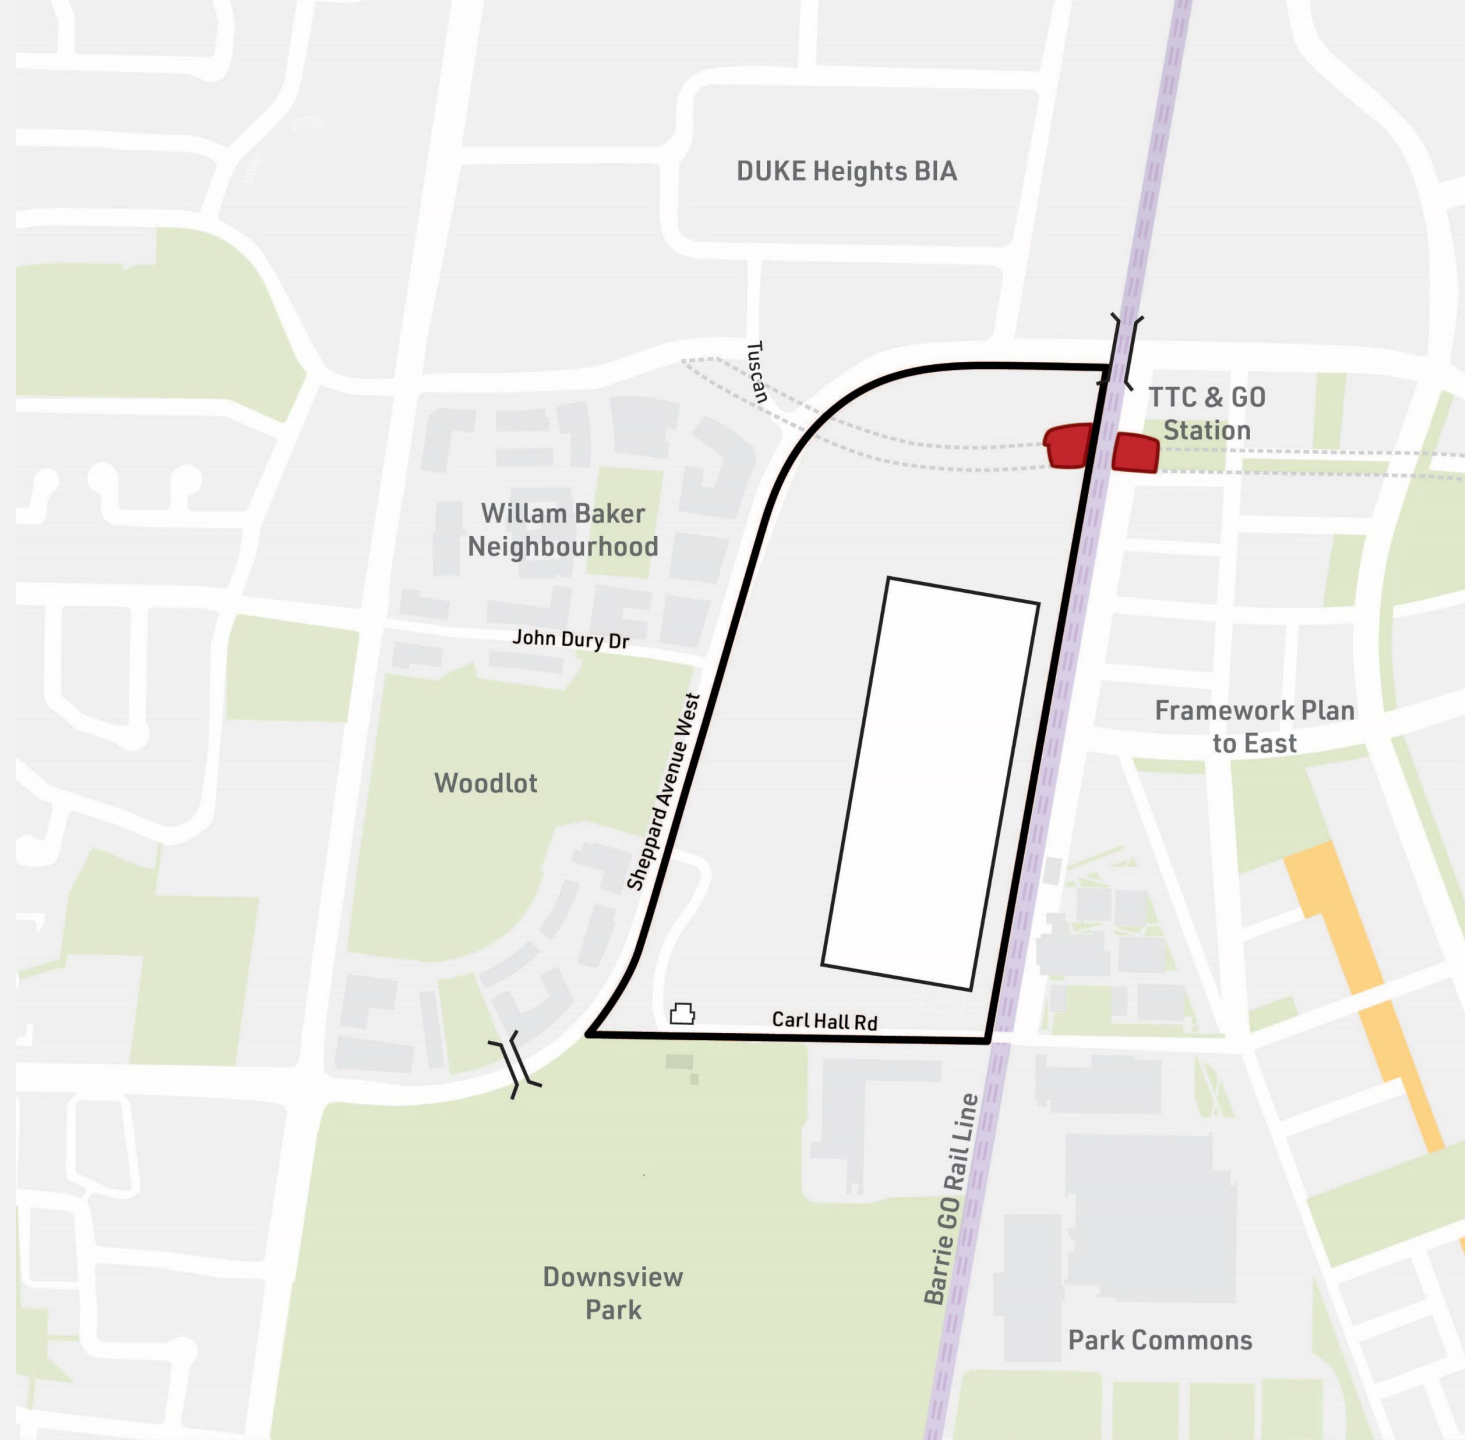 DUKE Heights BIA
Tuscan
TTC & GO
Station
Willam Baker
Neighbourhood
John Dury Dr
Sheppard Avenue West
Framework Plan
to East
Woodlot
Carl Hall Rd
Barrie GO Rail Line
Downsview
Park
Park Commons